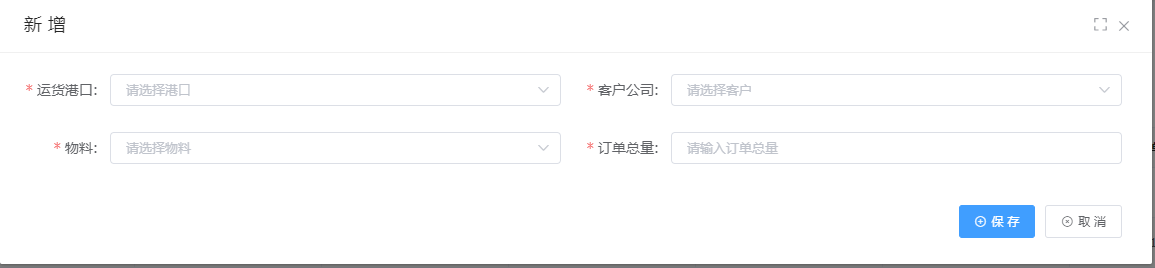 新 增
* 运货港口： 请选择港口 * 客户公司： 请选择客户
* 物料： 请选择物料 * 订单总量： 请输入订单总量
保 存 取 消